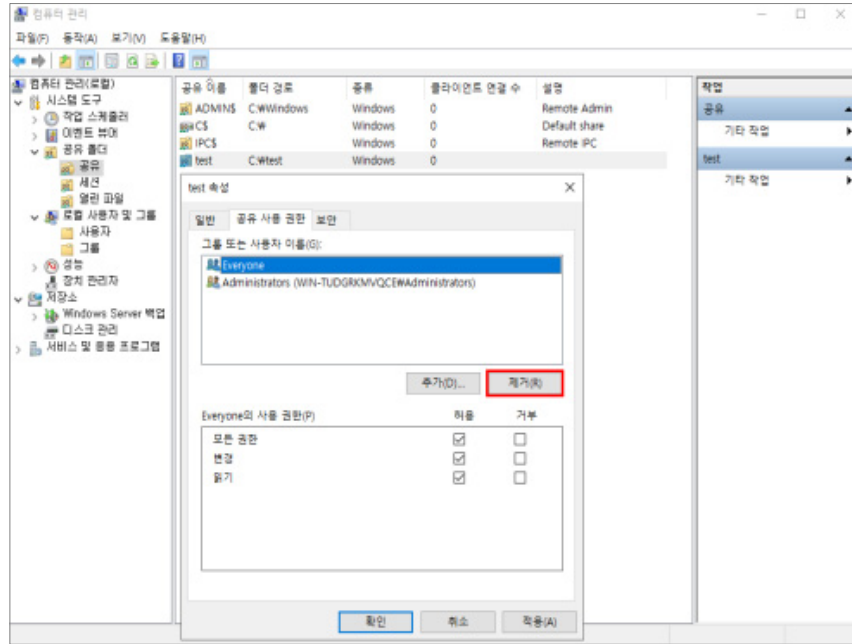 컴퓨터 관리
파일(F) 동작(A) 보기(V) 도움말(H)
컴퓨터 관리(로컬)
시스템 도구
작업 스케줄러
이벤트 뷰어
공유 폴더
공유
세션
열린 파일
로컬 사용자 및 그룹
사용자
그룹
성능
장치 관리자
저장소
Windows Server 백업
디스크 관리
서비스 및 응용 프로그램
공유 이름 폴더 경로 종류 클라이언트 연결 수 설명
ADMIN$ C:₩Windows Windows 0 Remote Admin
C$ C:₩ Windows 0 Default share
IPC$ Windows 0 Remote IPC
test C:₩test Windows 0
작업
공유
기타 작업
test
기타 작업
test 속성
일반 공유 사용 권한 보안
그룹 또는 사용자 이름(G):
Everyone
Administrators (WIN-TUDGRKMVQCE₩Administrators)
추가(D)... 제거(R)
Everyone의 사용 권한(P) 허용 거부
모든 권한
변경
읽기
확인 취소 적용(A)